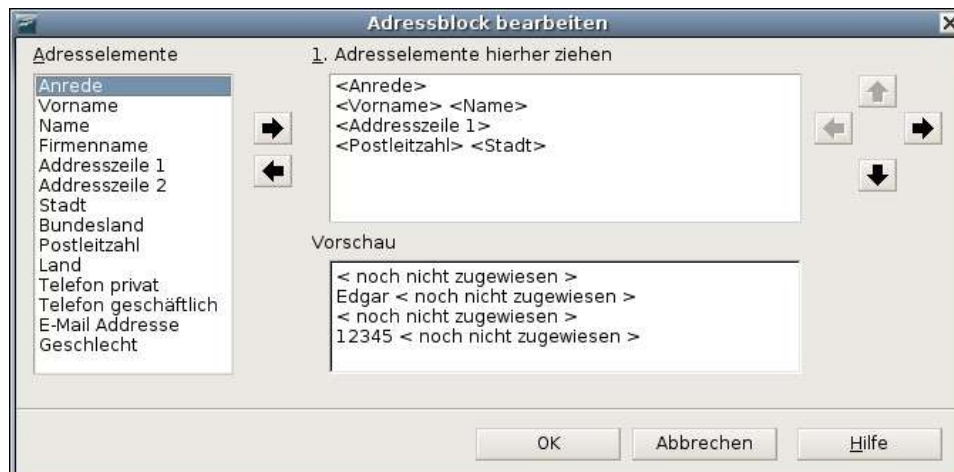 Adressblock bearbeiten
Adresselemente
Anrede
Vorname
Name
Firmenname
Addresszeile 1
Addresszeile 2
Stadt
Bundesland
Postleitzahl
Land
Telefon privat
Telefon geschäftlich
E-Mail Addresse
Geschlecht
1. Adresselemente hierher ziehen
<Anrede>
<Vorname> <Name>
<Addresszeile 1>
<Postleitzahl> <Stadt>
Vorschau
< noch nicht zugewiesen >
Edgar < noch nicht zugewiesen >
< noch nicht zugewiesen >
12345 < noch nicht zugewiesen >
OK
Abbrechen
Hilfe